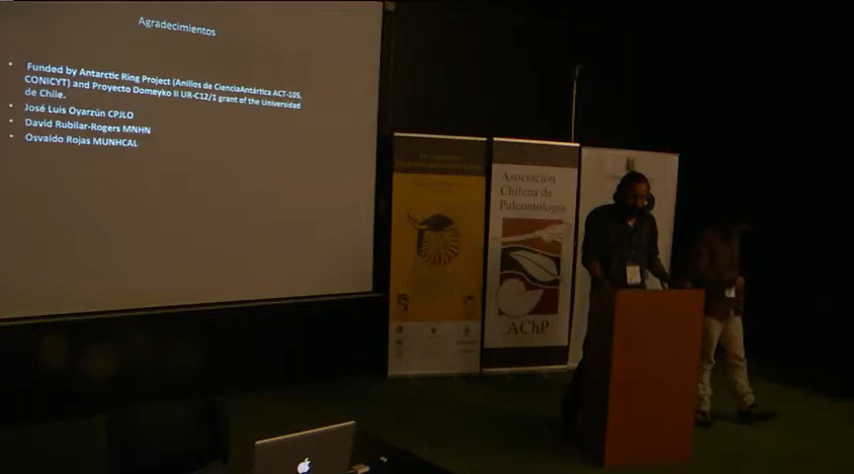 Agradecimientos
• Funded by Antarctic Ring Project (Anillos de CienciaAntártica ACT-105,
CONICYT) and Proyecto Domeyko II UR-C12/1 grant of the Universidad
de Chile.
• José Luis Oyarzún CPJLO
• David Rubilar-Rogers MNHN
• Osvaldo Rojas MUNHCAL
Asociación
Chilena de
Paleontología
AChP